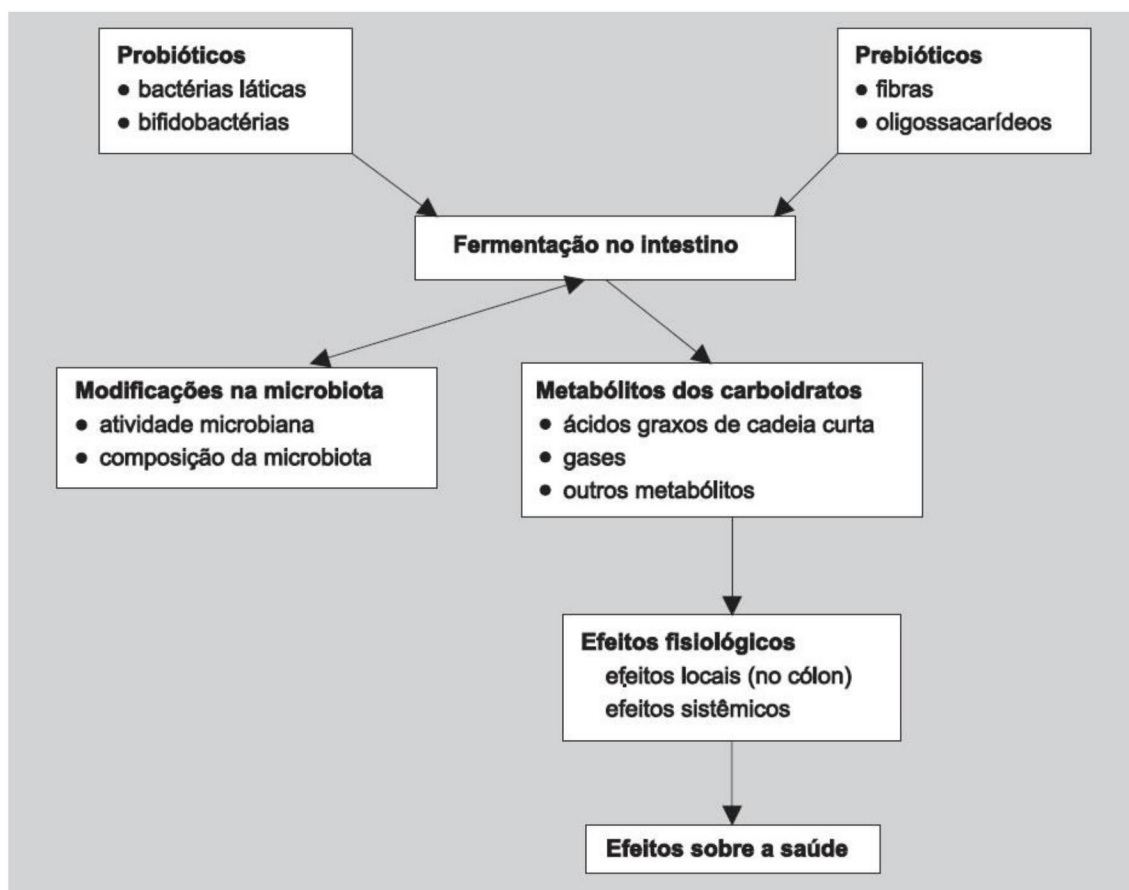 Probióticos
● bactérias láticas
● bifidobactérias
Prebióticos
● fibras
● oligossacarídeos
Fermentação no intestino
Modificações na microbiota
● atividade microbiana
● composição da microbiota
Metabólitos dos carboidratos
● ácidos graxos de cadeia curta
● gases
● outros metabólitos
Efeitos fisiológicos
efeitos locais (no cólon)
efeitos sistêmicos
Efeitos sobre a saúde